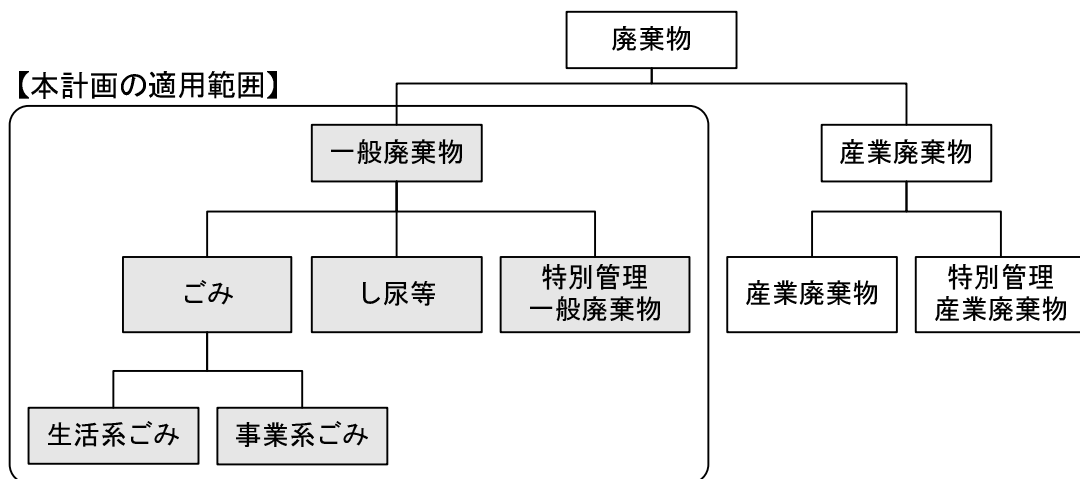 廃棄物
【本計画の適用範囲】
一般廃棄物
産業廃棄物
ごみ
し尿等
特別管理
一般廃棄物
産業廃棄物
特別管理
産業廃棄物
生活系ごみ
事業系ごみ